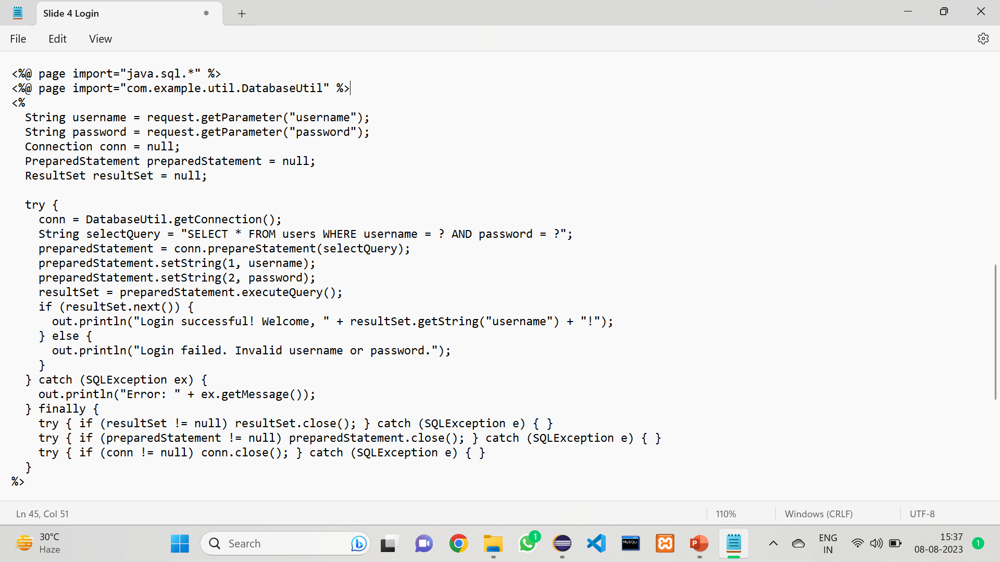 Slide 4 Login
File Edit View
<%@ page import="java.sql.*" %>
<%@ page import="com.example.util.DatabaseUtil" %>
<%
  String username = request.getParameter("username");
  String password = request.getParameter("password");
  Connection conn = null;
  PreparedStatement preparedStatement = null;
  ResultSet resultSet = null;

  try {
    conn = DatabaseUtil.getConnection();
    String selectQuery = "SELECT * FROM users WHERE username = ? AND password = ?";
    preparedStatement = conn.prepareStatement(selectQuery);
    preparedStatement.setString(1, username);
    preparedStatement.setString(2, password);
    resultSet = preparedStatement.executeQuery();
    if (resultSet.next()) {
      out.println("Login successful! Welcome, " + resultSet.getString("username") + "!");
    } else {
      out.println("Login failed. Invalid username or password.");
    }
  } catch (SQLException ex) {
    out.println("Error: " + ex.getMessage());
  } finally {
    try { if (resultSet != null) resultSet.close(); } catch (SQLException e) { }
    try { if (preparedStatement != null) preparedStatement.close(); } catch (SQLException e) { }
    try { if (conn != null) conn.close(); } catch (SQLException e) { }
  }
%>
Ln 45, Col 51 110% Windows (CRLF) UTF-8
30°C
Haze
Search
1
MySQL>
P
ENG
IN
15:37
08-08-2023
1